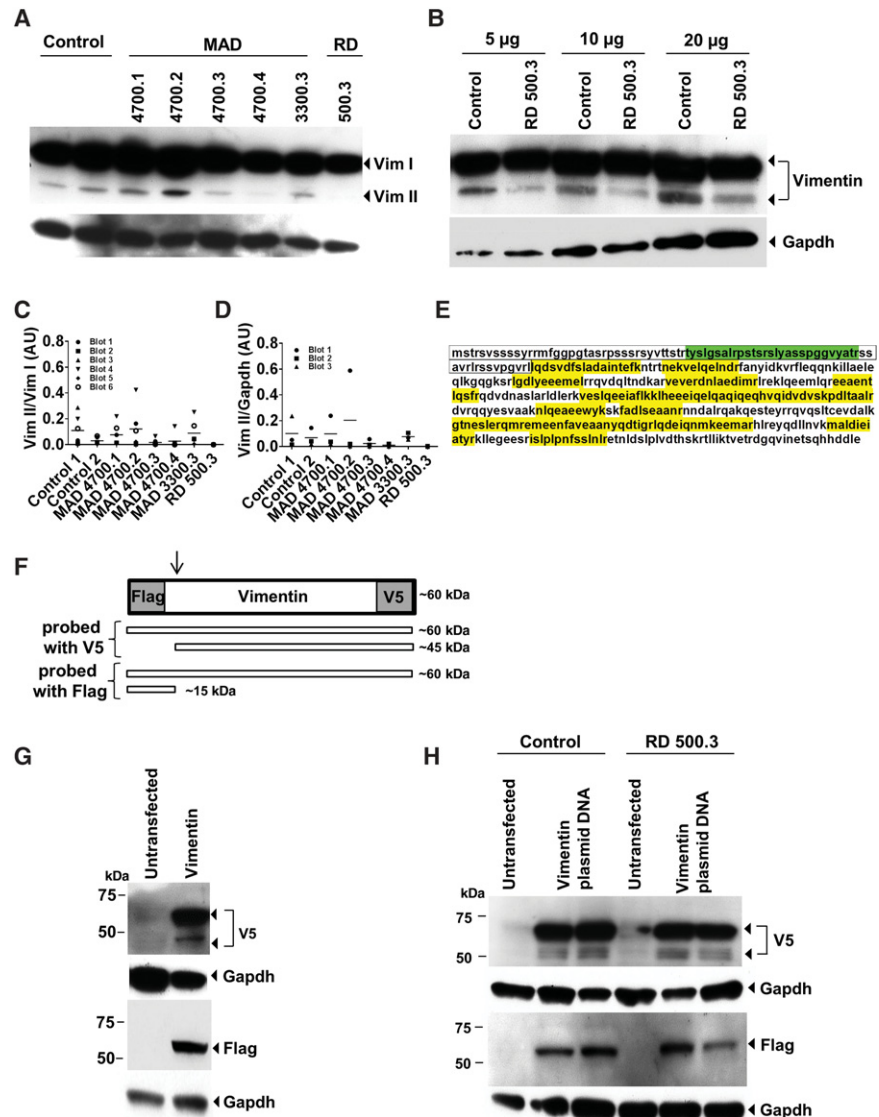 A
Control
MAD
RD
4700.1
4700.2
4700.3
4700.4
3300.3
500.3
Vim I
Vim II
B
5 µg
10 µg
20 µg
Control
RD 500.3
Control
RD 500.3
Control
RD 500.3
Vimentin
Gapdh
C
Vim II/Vim I (AU)
0.8
0.6
0.4
0.2
0.0
Blot 1
Blot 2
Blot 3
Blot 4
Blot 5
Blot 6
Control 1
Control 2
MAD 4700.1
MAD 4700.2
MAD 4700.3
MAD 4700.4
MAD 3300.3
RD 500.3
D
Vim II/Gapdh (AU)
0.8
0.6
0.4
0.2
0.0
Blot 1
Blot 2
Blot 3
Control 1
Control 2
MAD 4700.1
MAD 4700.2
MAD 4700.3
MAD 4700.4
MAD 3300.3
RD 500.3
E
mstrsvssssyrrmfggpgtasrpsssrsyvttstrtyslgsalrpstsrslyasspggvyatrss
avrlrssvpgvrllqdsvdfsladaintefkntrtnekvelqelndrfanyidkvrfleqqnkillaele
qlkgqgksrlgdlyeeemelrrqvdqltndkarveverdnlaedimrlreklqeemlqreeaent
lqsfrqdvdnaslarldlerkveslqeeiaflkklheeeiqelqaqiqeqhvqidvdvskpdltaalr
dvrqqyesvaaknlqeaeewykskfadlseaanrnndalrqakqesteyrrqvqsltcevdalk
gtneslerqmremeenfaveaanyqdtigrlqdeiqnmkeemarhlreyqdllnvkmaldiei
atyrkllegeesrislplpnfsslnlretnldslplvdthskrtlliktvetrdgqvinetsqhhddle
F
Flag
Vimentin
V5
~60 kDa
probed
with V5
~60 kDa
~45 kDa
probed
with Flag
~60 kDa
~15 kDa
G
Untransfected
Vimentin
kDa
75
50
V5
Gapdh
75
50
Flag
Gapdh
H
Control
RD 500.3
Untransfected
Vimentin
plasmid DNA
Untransfected
Vimentin
plasmid DNA
kDa
75
50
V5
Gapdh
75
50
Flag
Gapdh